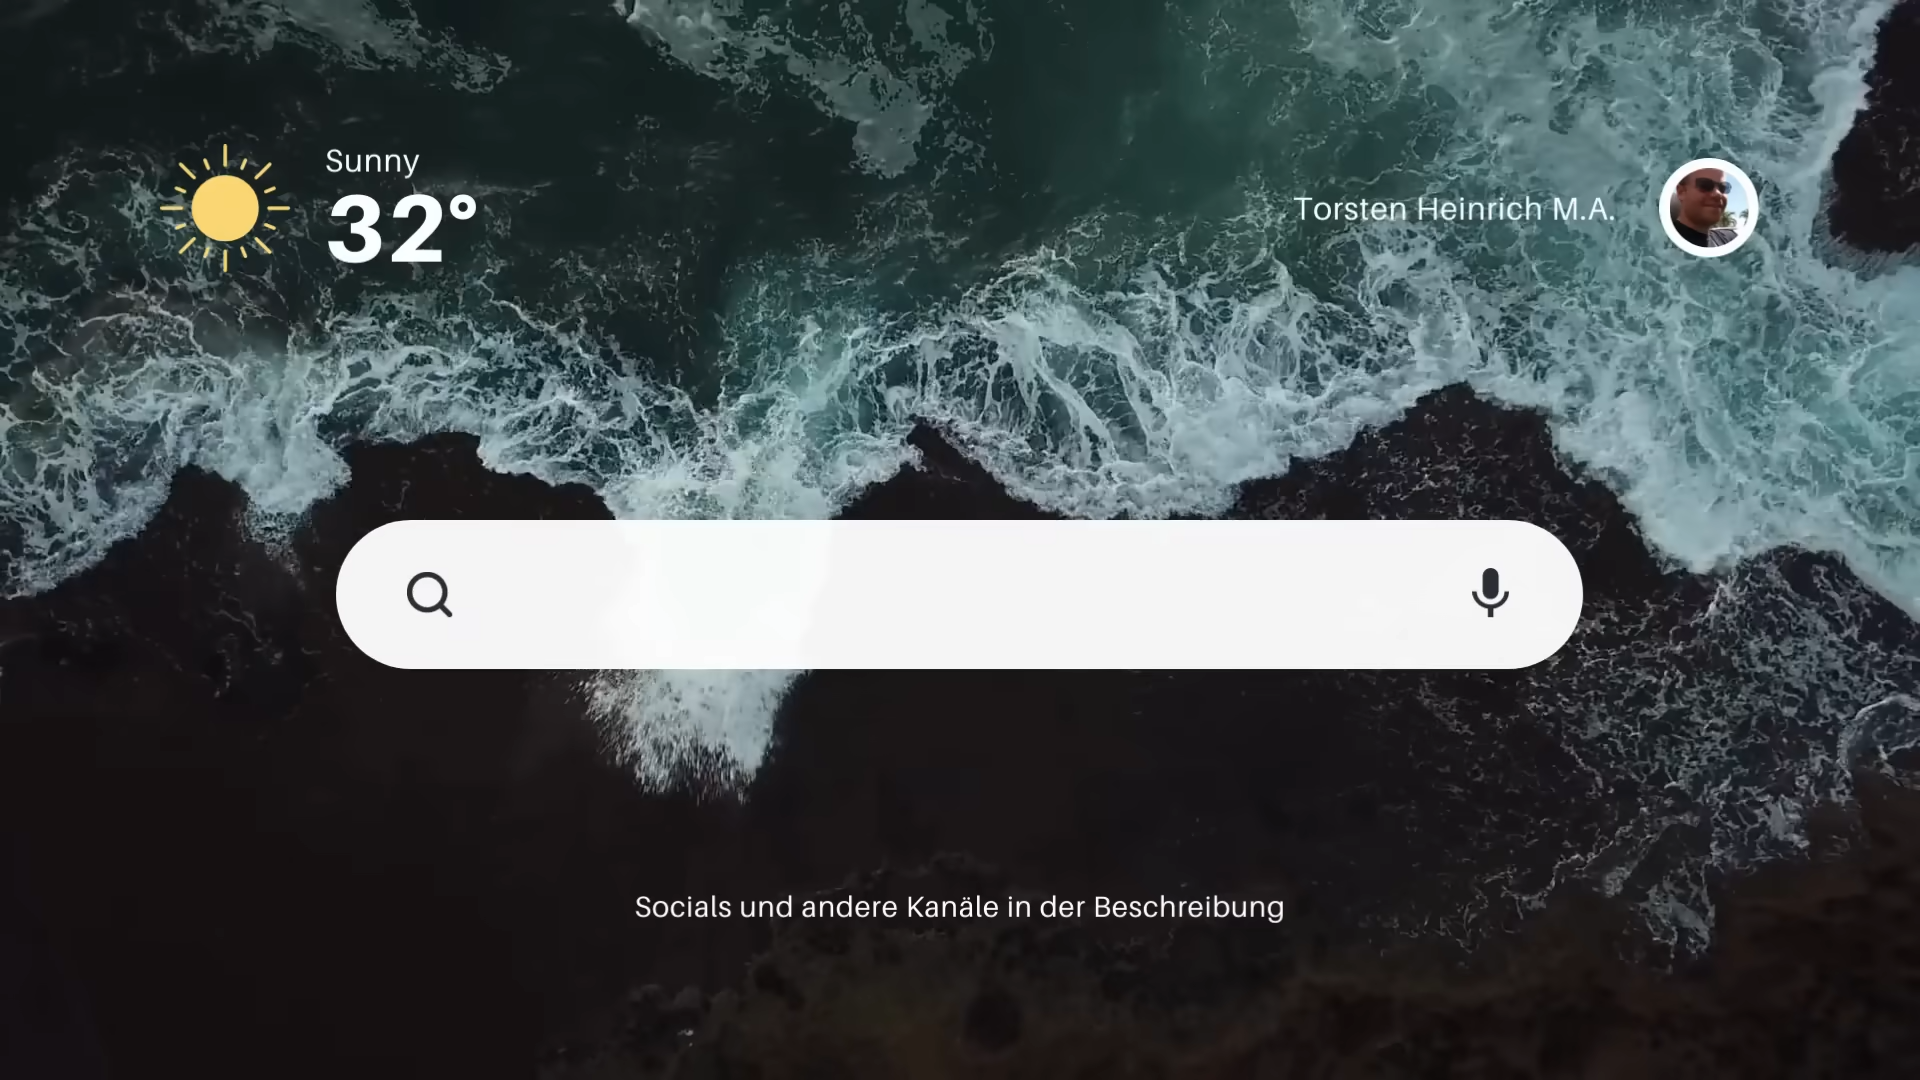 Sunny
32°
Torsten Heinrich M.A.
Socials und andere Kanäle in der Beschreibung